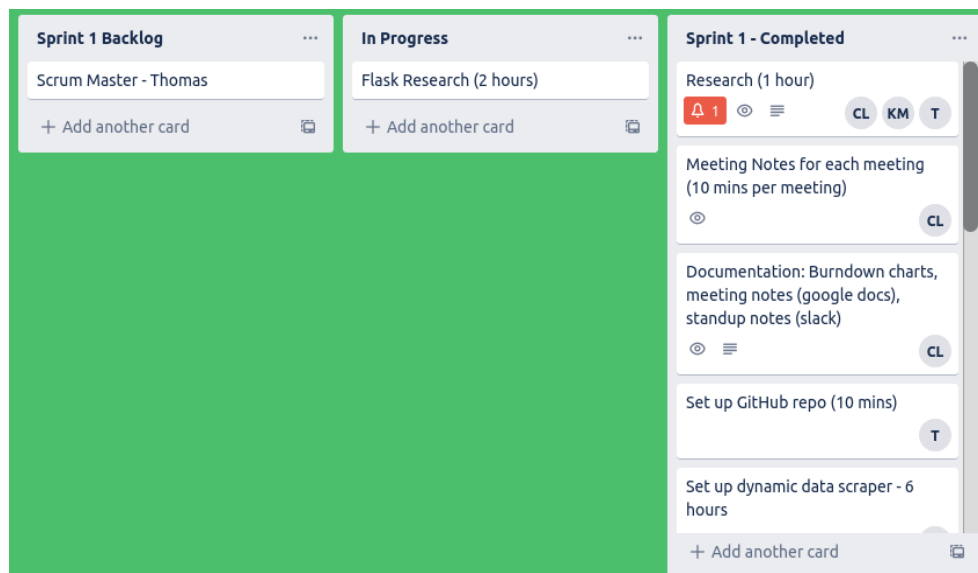 Sprint 1 Backlog
Scrum Master - Thomas
+ Add another card
In Progress
Flask Research (2 hours)
+ Add another card
Sprint 1 - Completed
Research (1 hour)
1
CL KM T
Meeting Notes for each meeting
(10 mins per meeting)
CL
Documentation: Burndown charts,
meeting notes (google docs),
standup notes (slack)
CL
Set up GitHub repo (10 mins)
T
Set up dynamic data scraper - 6
hours
+ Add another card